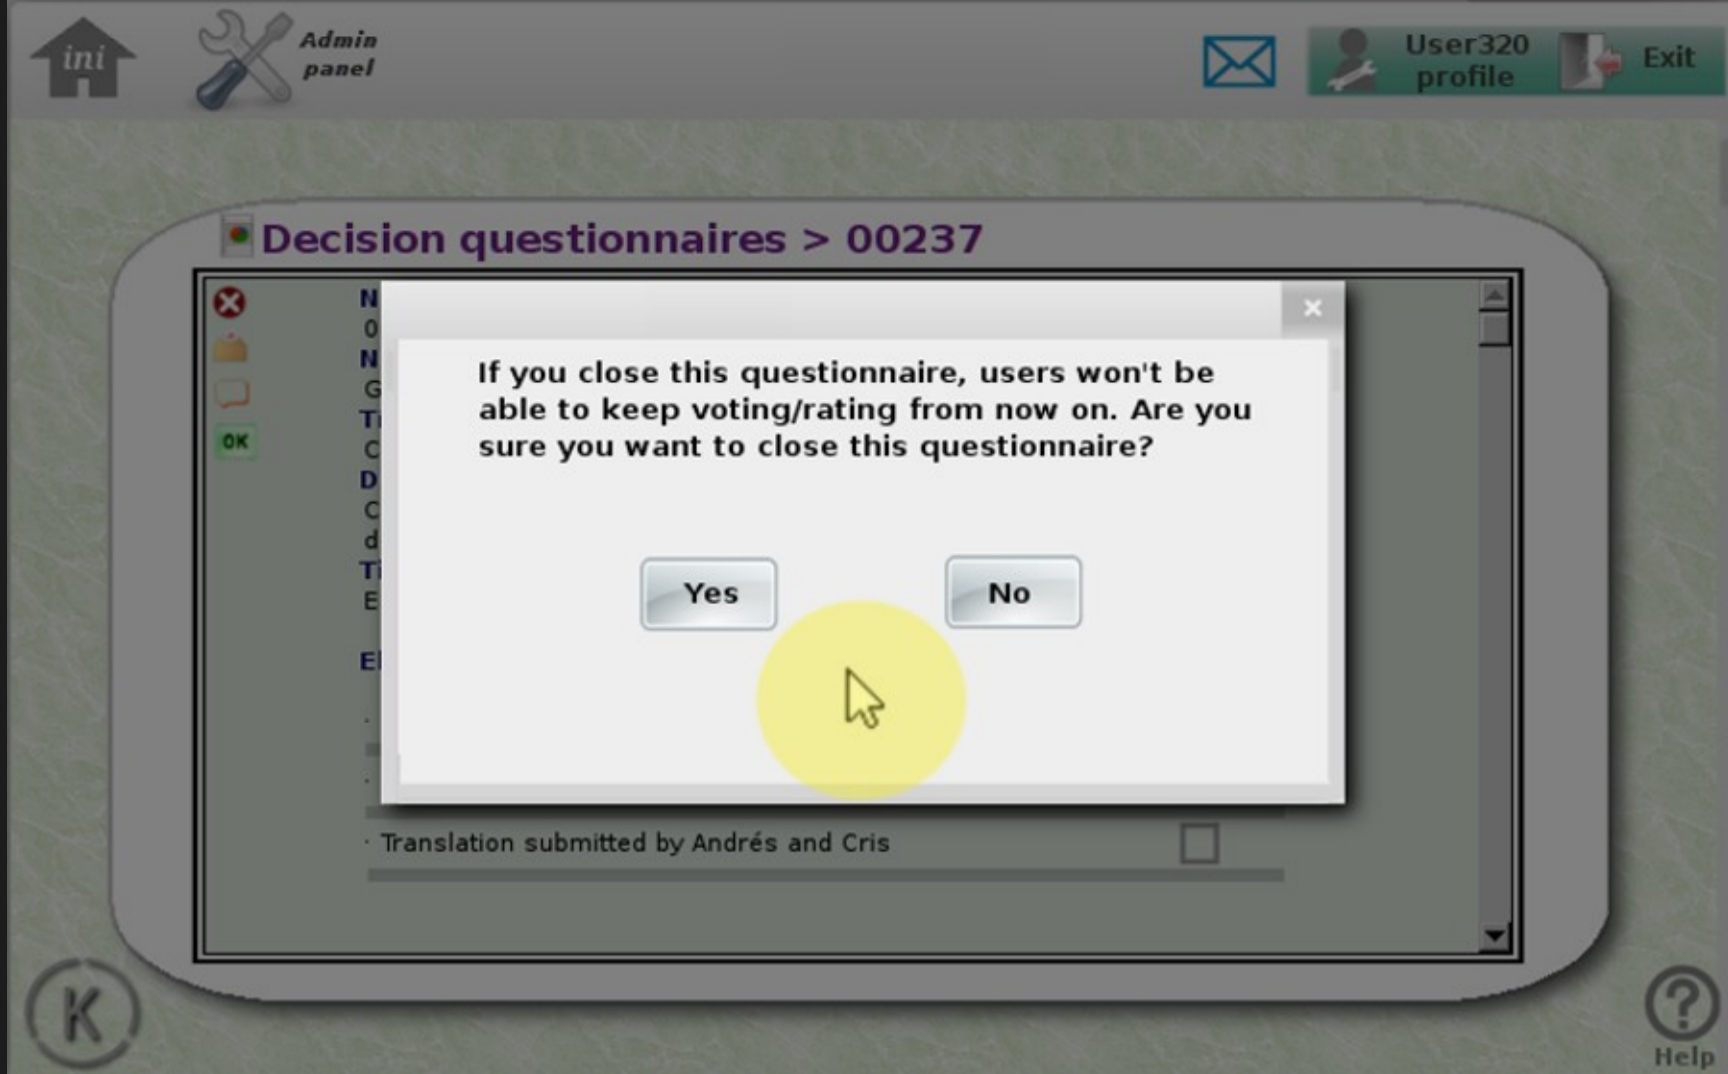 ini
Admin
panel
User320
profile
Exit
Decision questionnaires > 00237
If you close this questionnaire, users won't be
able to keep voting/rating from now on. Are you
sure you want to close this questionnaire?
OK
Yes
No
· Translation submitted by Andrés and Cris
K
Help